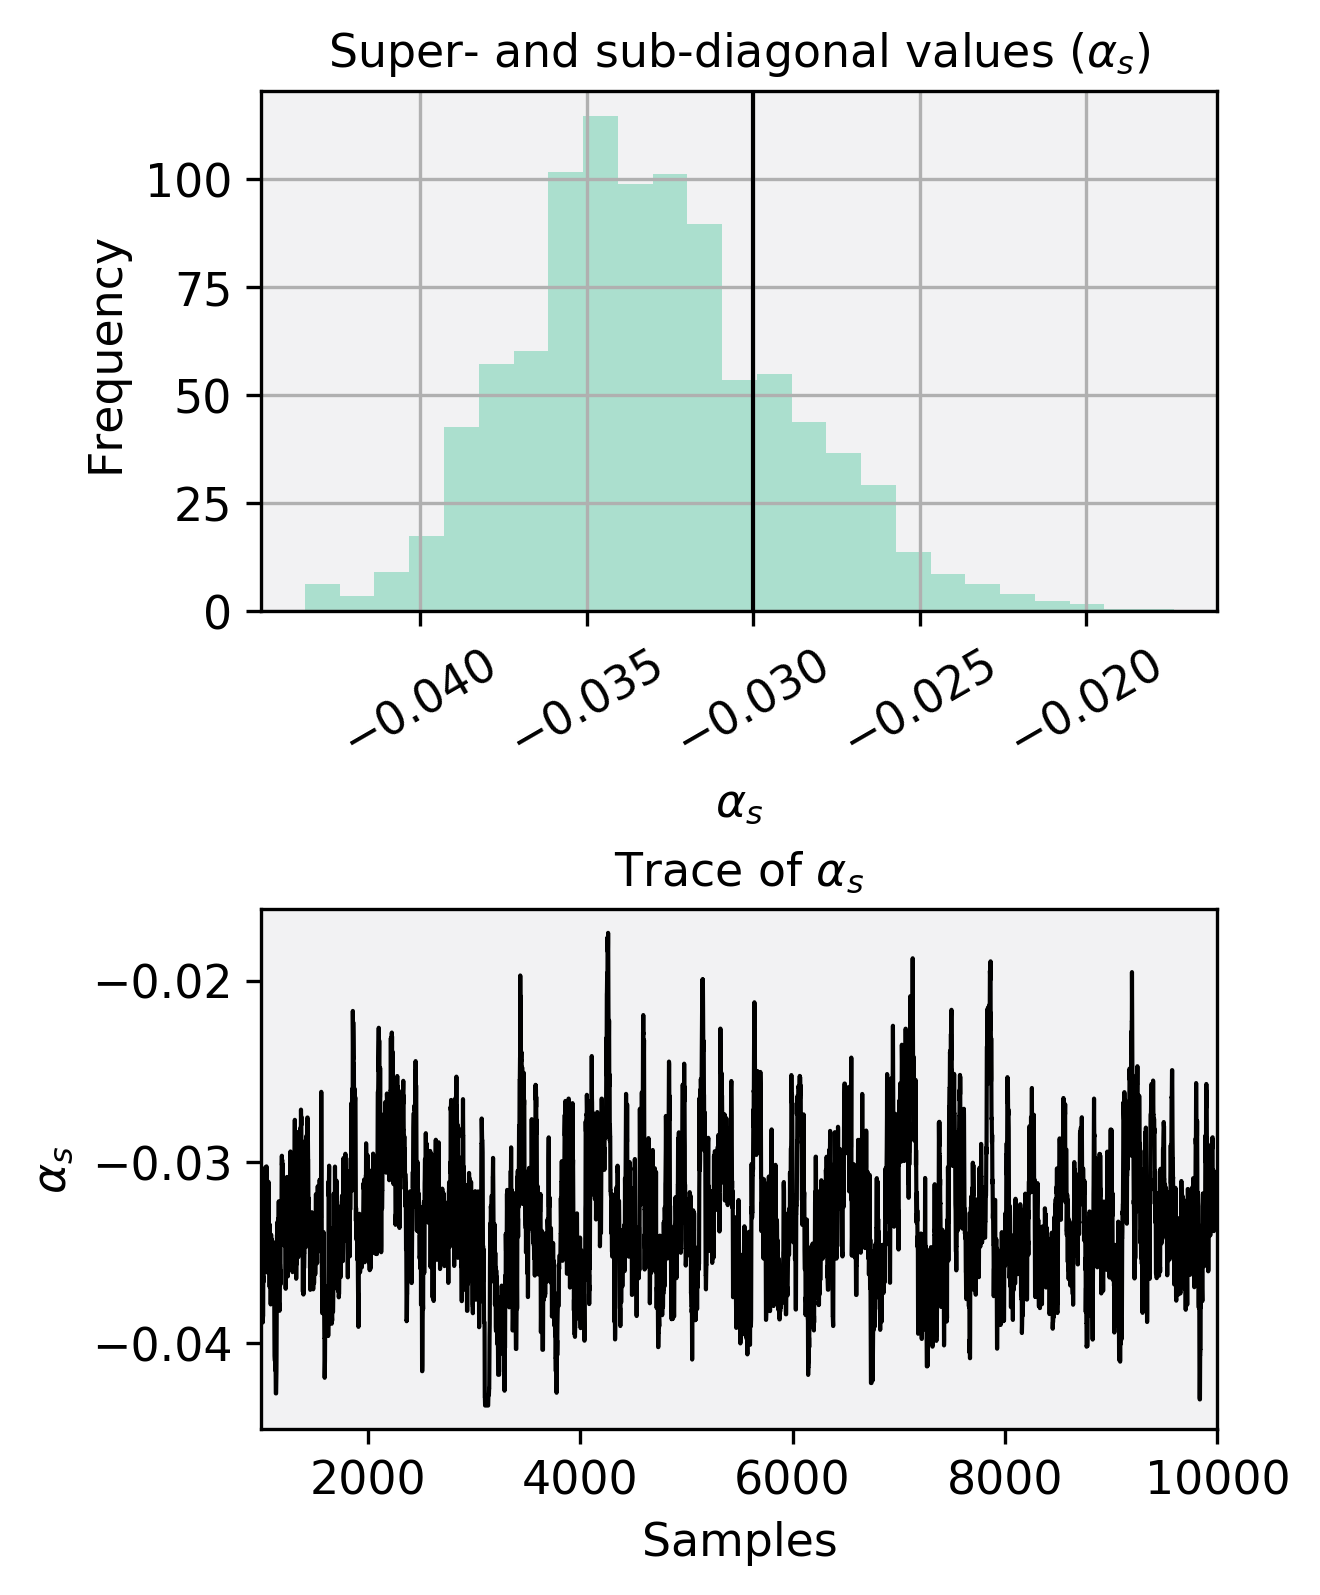 Super- and sub-diagonal values (αₛ)
Frequency
100
75
50
25
0
−0.040 −0.035 −0.030 −0.025 −0.020
αₛ
Trace of αₛ
αₛ
−0.02
−0.03
−0.04
2000 4000 6000 8000 10000
Samples